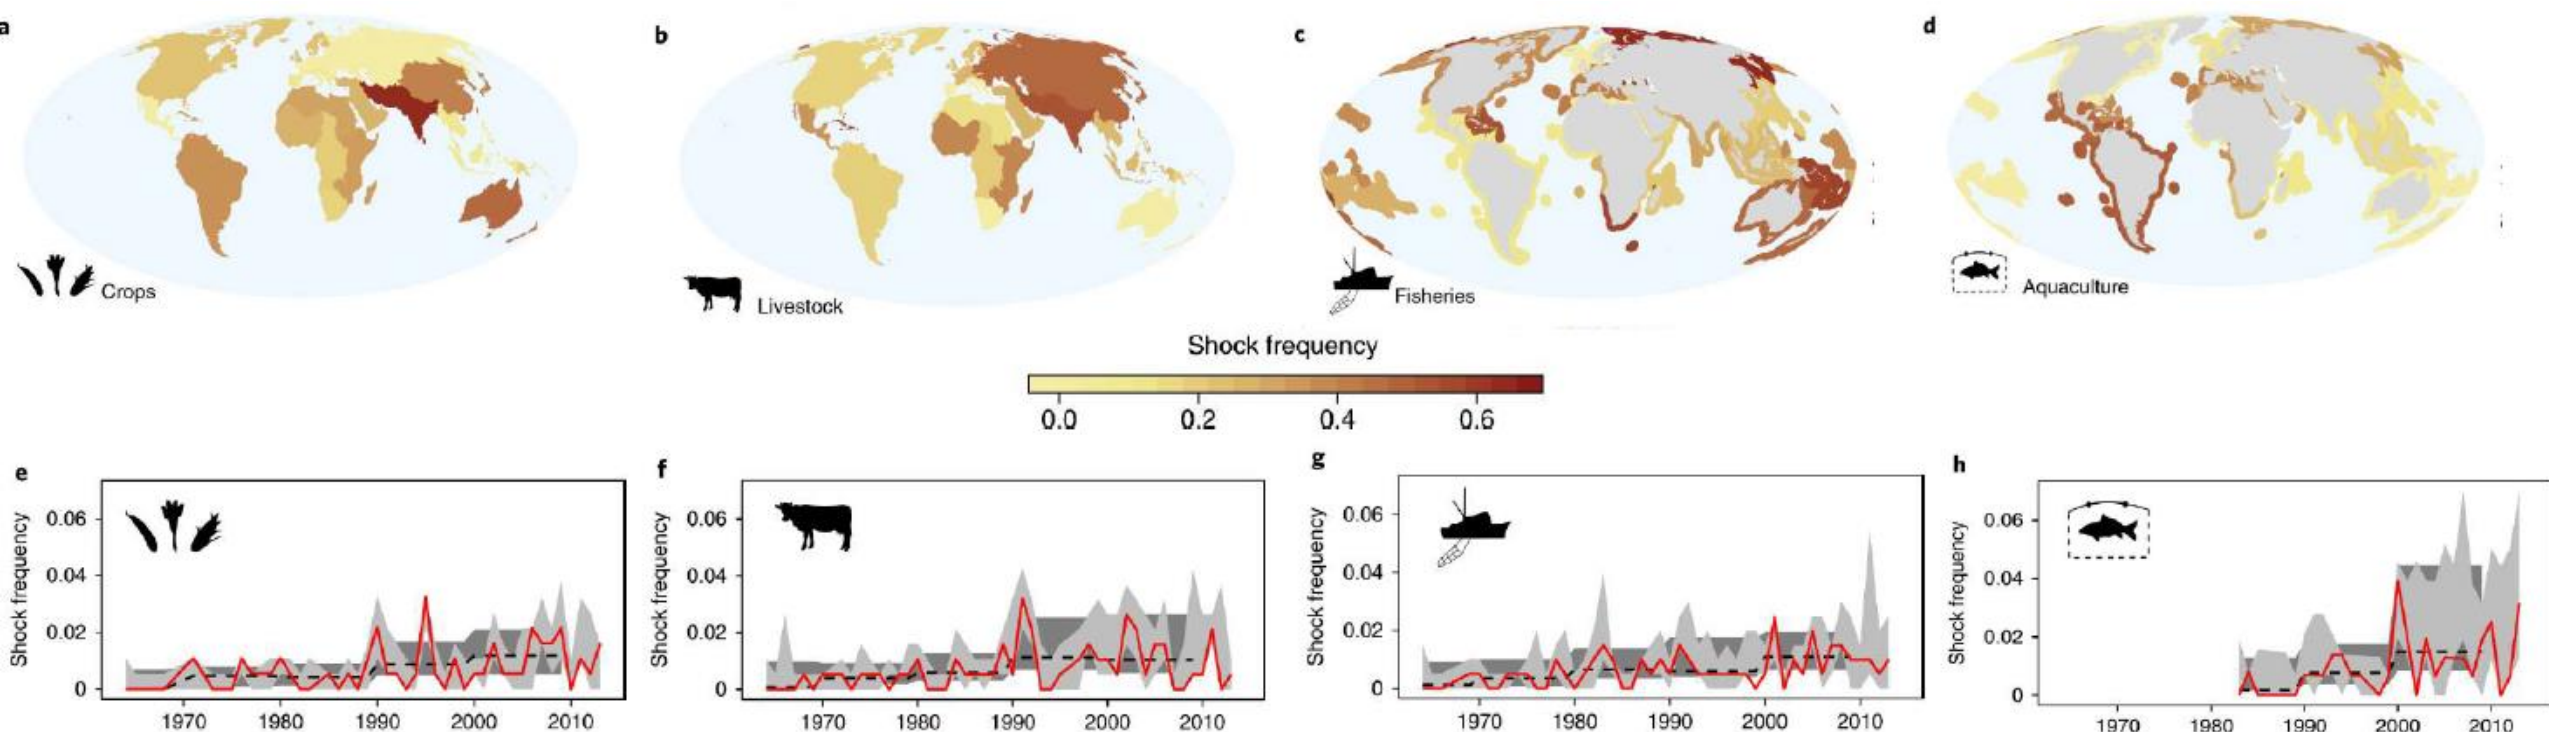 a
b
c
d
Crops
Livestock
Fisheries
Aquaculture
Shock frequency
0.0 0.2 0.4 0.6
e
Shock frequency
0.06
0.04
0.02
0
1970 1980 1990 2000 2010
f
Shock frequency
0.06
0.04
0.02
0
1970 1980 1990 2000 2010
g
Shock frequency
0.06
0.04
0.02
0
1970 1980 1990 2000 2010
h
Shock frequency
0.06
0.04
0.02
0
1970 1980 1990 2000 2010